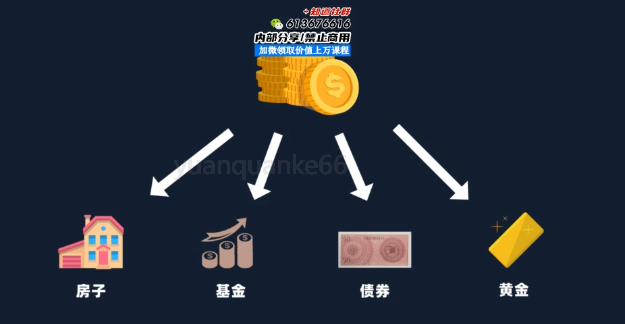 +知道社群
613676616
内部分享/禁止商用
加微领取价值上万课程
yuanquanke66
房子
基金
债券
黄金